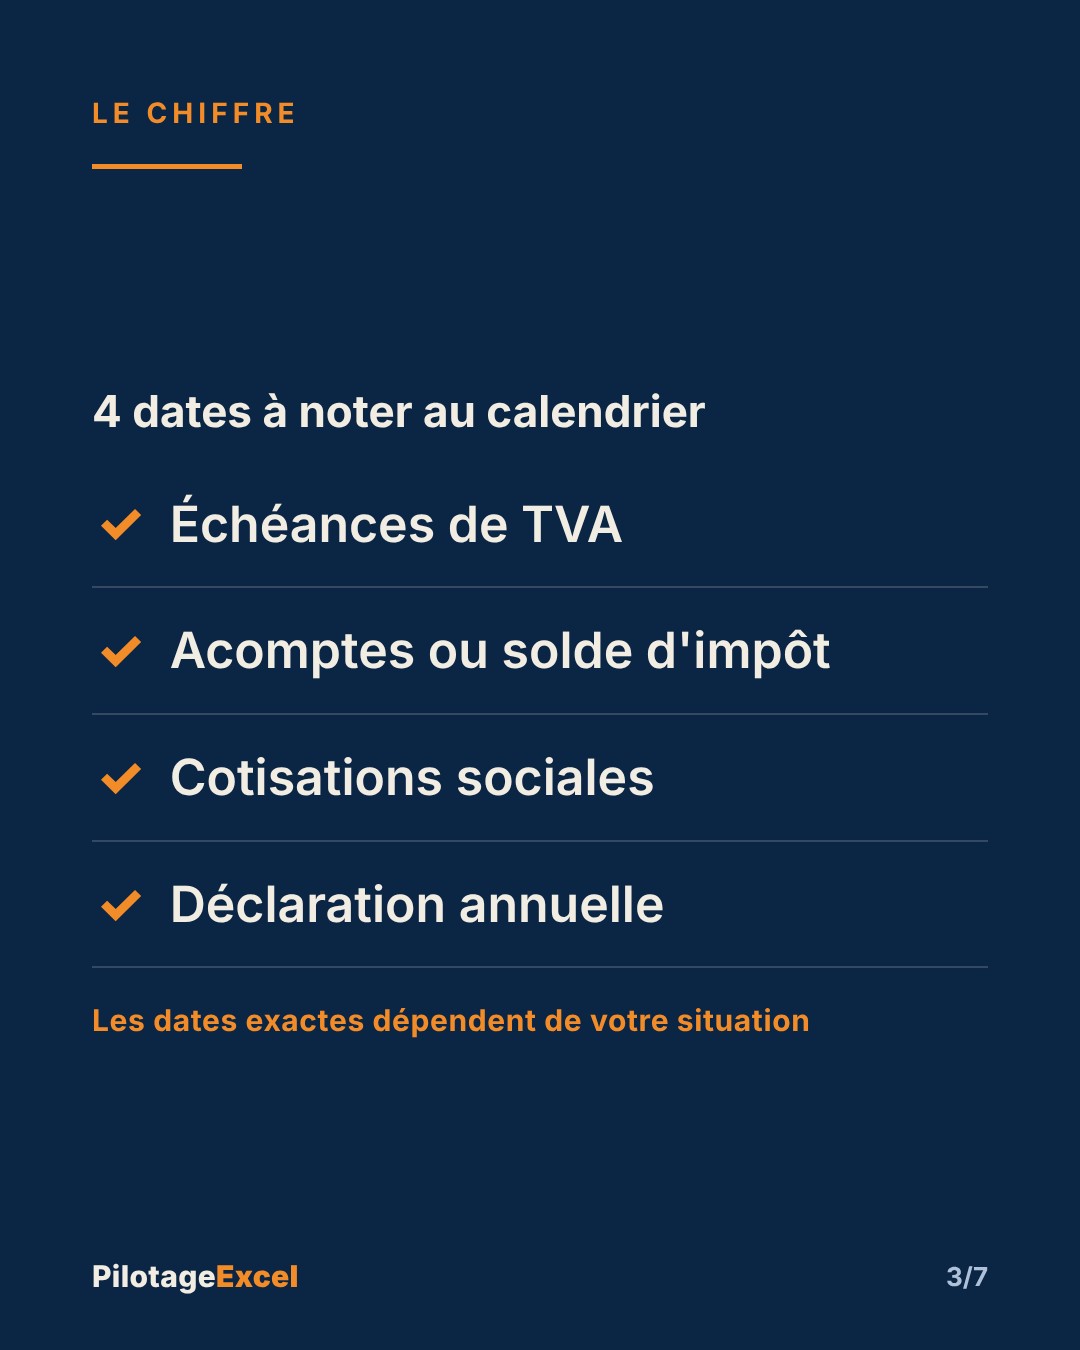 LE CHIFFRE
4 dates à noter au calendrier
Échéances de TVA
Acomptes ou solde d'impôt
Cotisations sociales
Déclaration annuelle
Les dates exactes dépendent de votre situation
PilotageExcel
3/7